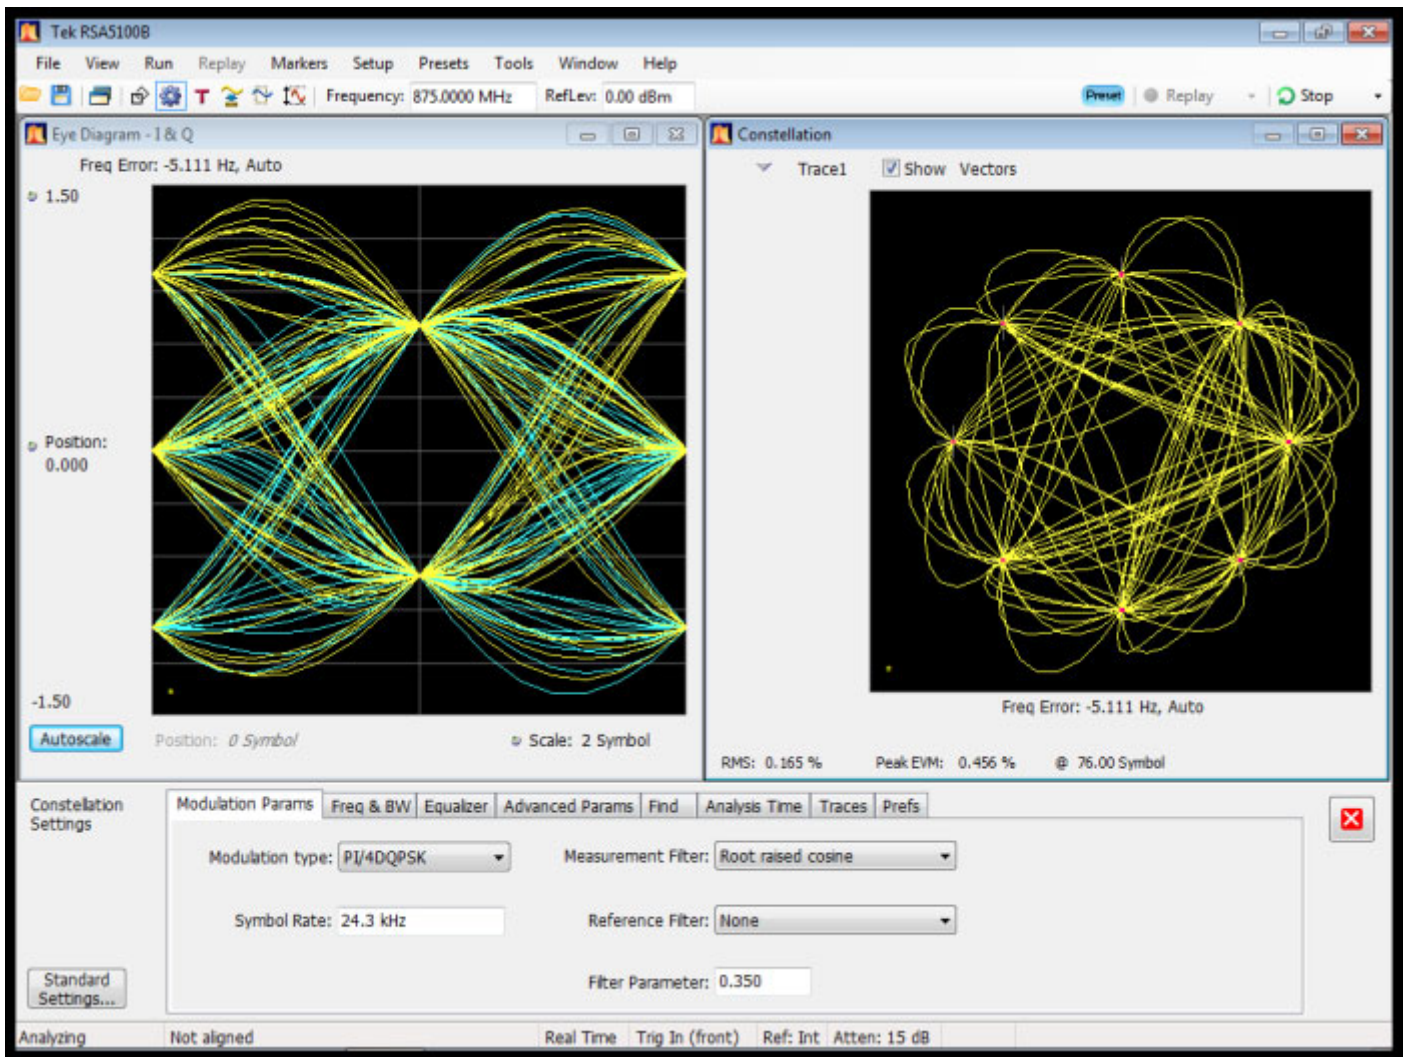 Tek RSA5100B
File View Run Replay Markers Setup Presets Tools Window Help
Frequency: 875.0000 MHz RefLev: 0.00 dBm Preset Replay Stop
Eye Diagram - I & Q
Freq Error: -5.111 Hz, Auto
1.50
Position:
0.000
-1.50
Autoscale Position: 0 Symbol Scale: 2 Symbol
Constellation
Trace1 Show Vectors
Freq Error: -5.111 Hz, Auto
RMS: 0.165 % Peak EVM: 0.456 % @ 76.00 Symbol
Constellation
Settings
Modulation Params Freq & BW Equalizer Advanced Params Find Analysis Time Traces Prefs
Modulation type: PI/4DQPSK Measurement Filter: Root raised cosine
Symbol Rate: 24.3 kHz Reference Filter: None
Filter Parameter: 0.350
Standard
Settings...
Analyzing Not aligned Real Time Trig In (front) Ref: Int Atten: 15 dB